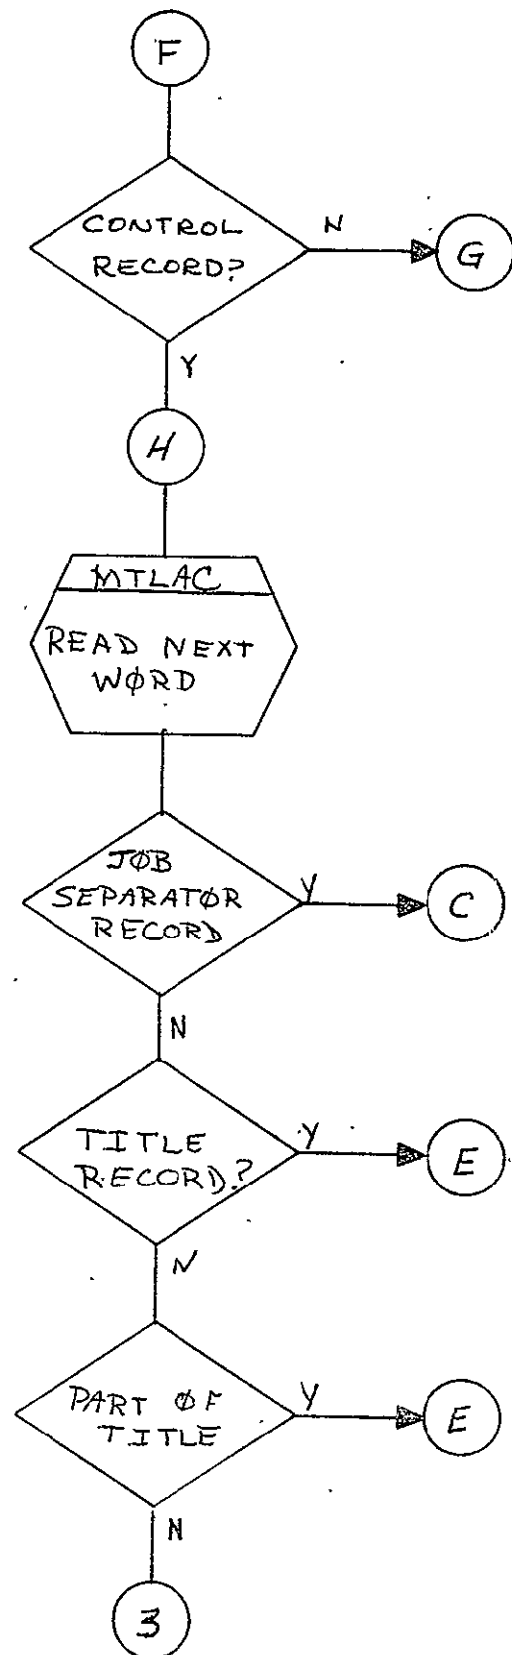 F
CONTROL
RECORD?
N
G
Y
H
MTLAC
READ NEXT
WØRD
JØB
SEPARATØR
RECORD
Y
C
N
TITLE
RECORD?
Y
E
N
PART ØF
TITLE
Y
E
N
3